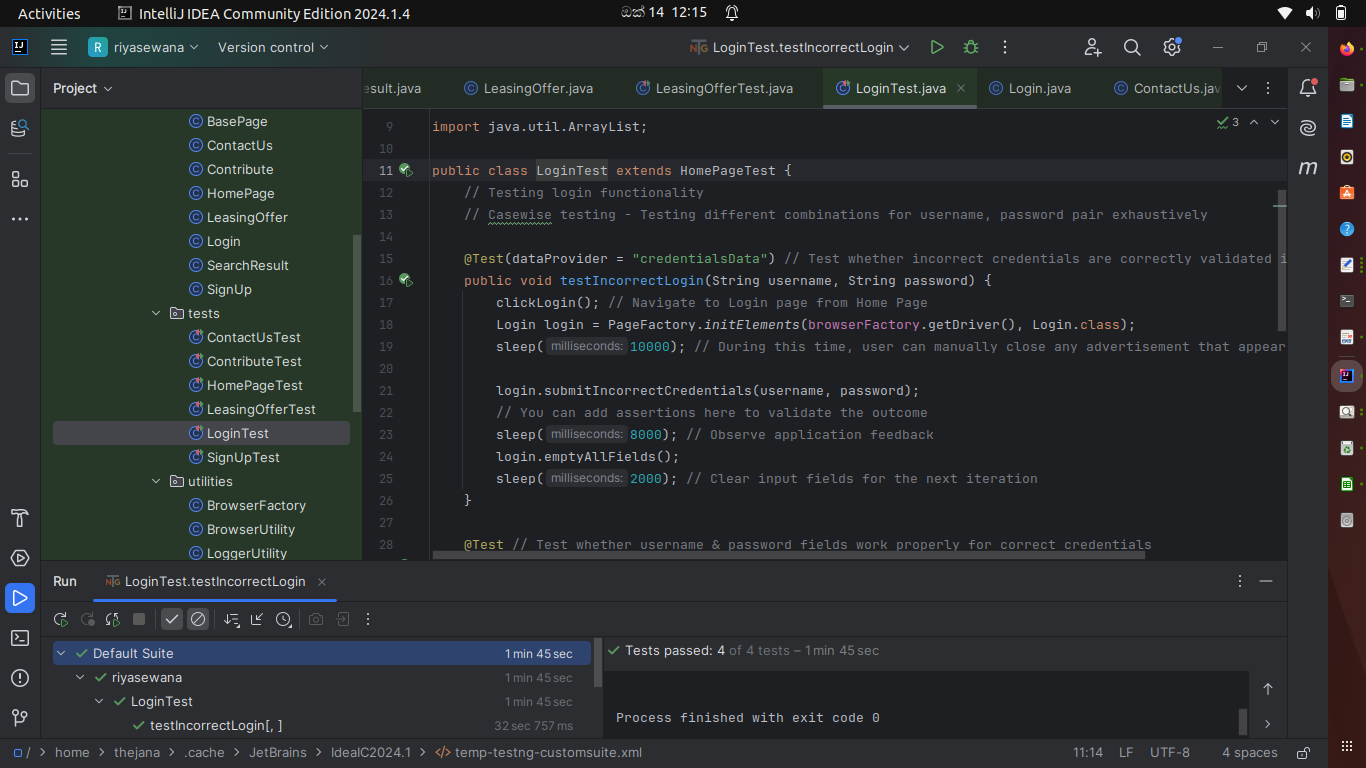 Activities IntelliJ IDEA Community Edition 2024.1.4 ඔක් 14 12:15
R riyasewana Version control LoginTest.testIncorrectLogin
Project
esult.java LeasingOffer.java LeasingOfferTest.java LoginTest.java Login.java ContactUs.jav
BasePage
ContactUs
Contribute
HomePage
LeasingOffer
Login
SearchResult
SignUp
tests
ContactUsTest
ContributeTest
HomePageTest
LeasingOfferTest
LoginTest
SignUpTest
utilities
BrowserFactory
BrowserUtility
LoggerUtility
3
9 import java.util.ArrayList;
10
11 public class LoginTest extends HomePageTest {
12 // Testing login functionality
13 // Casewise testing - Testing different combinations for username, password pair exhaustively
14
15 @Test(dataProvider = "credentialsData") // Test whether incorrect credentials are correctly validated i
16 public void testIncorrectLogin(String username, String password) {
17 clickLogin(); // Navigate to Login page from Home Page
18 Login login = PageFactory.initElements(browserFactory.getDriver(), Login.class);
19 sleep( milliseconds: 10000); // During this time, user can manually close any advertisement that appear
20
21 login.submitIncorrectCredentials(username, password);
22 // You can add assertions here to validate the outcome
23 sleep( milliseconds: 8000); // Observe application feedback
24 login.emptyAllFields();
25 sleep( milliseconds: 2000); // Clear input fields for the next iteration
26 }
27
28 @Test // Test whether username & password fields work properly for correct credentials
Run LoginTest.testIncorrectLogin
Default Suite 1 min 45 sec
riyasewana 1 min 45 sec
LoginTest 1 min 45 sec
testIncorrectLogin[, ] 32 sec 757 ms
Tests passed: 4 of 4 tests – 1 min 45 sec
Process finished with exit code 0
/ > home > thejana > .cache > JetBrains > IdeaIC2024.1 > temp-testng-customsuite.xml 11:14 LF UTF-8 4 spaces